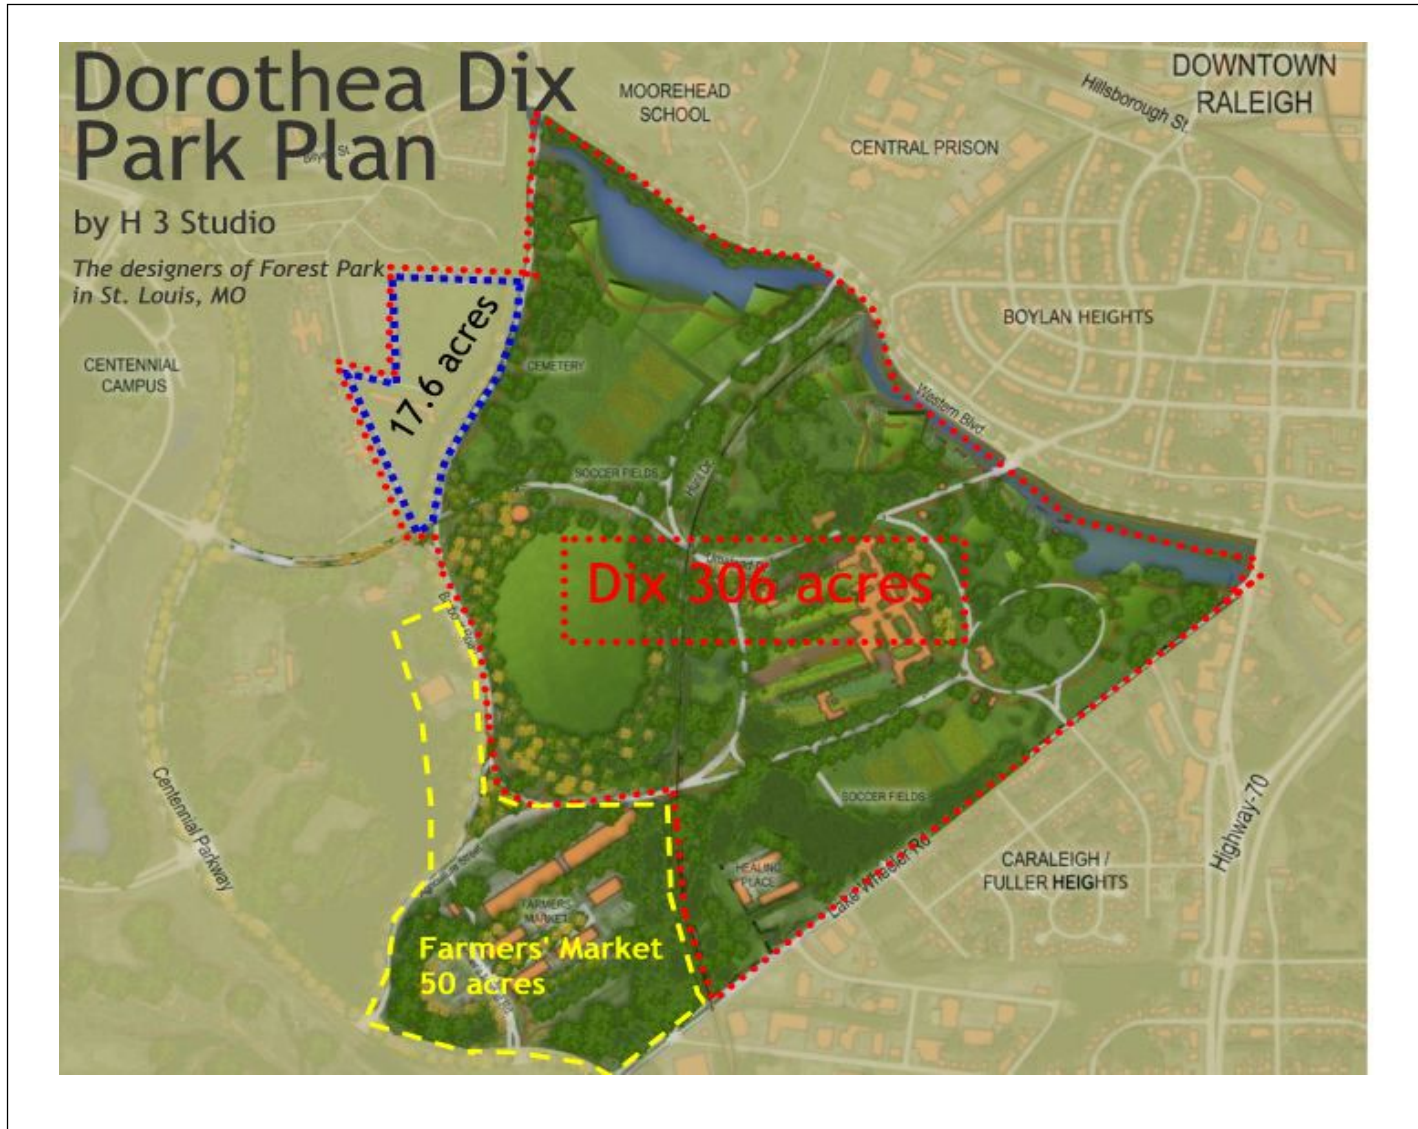 Dorothea Dix
Park Plan
by H 3 Studio
The designers of Forest Park
in St. Louis, MO
MOOREHEAD
SCHOOL
CENTRAL PRISON
Hillsborough St.
DOWNTOWN
RALEIGH
17.6 acres
CENTENNIAL
CAMPUS
CEMETERY
BOYLAN HEIGHTS
Western Blvd.
SOCCER FIELDS
Hunt Dr.
Dix 306 acres
Centennial Parkway
SOCCER FIELDS
HEALING
PLACE
Lake Wheeler Rd
CARALEIGH /
FULLER HEIGHTS
Highway-70
FARMERS
MARKET
Farmers' Market
50 acres